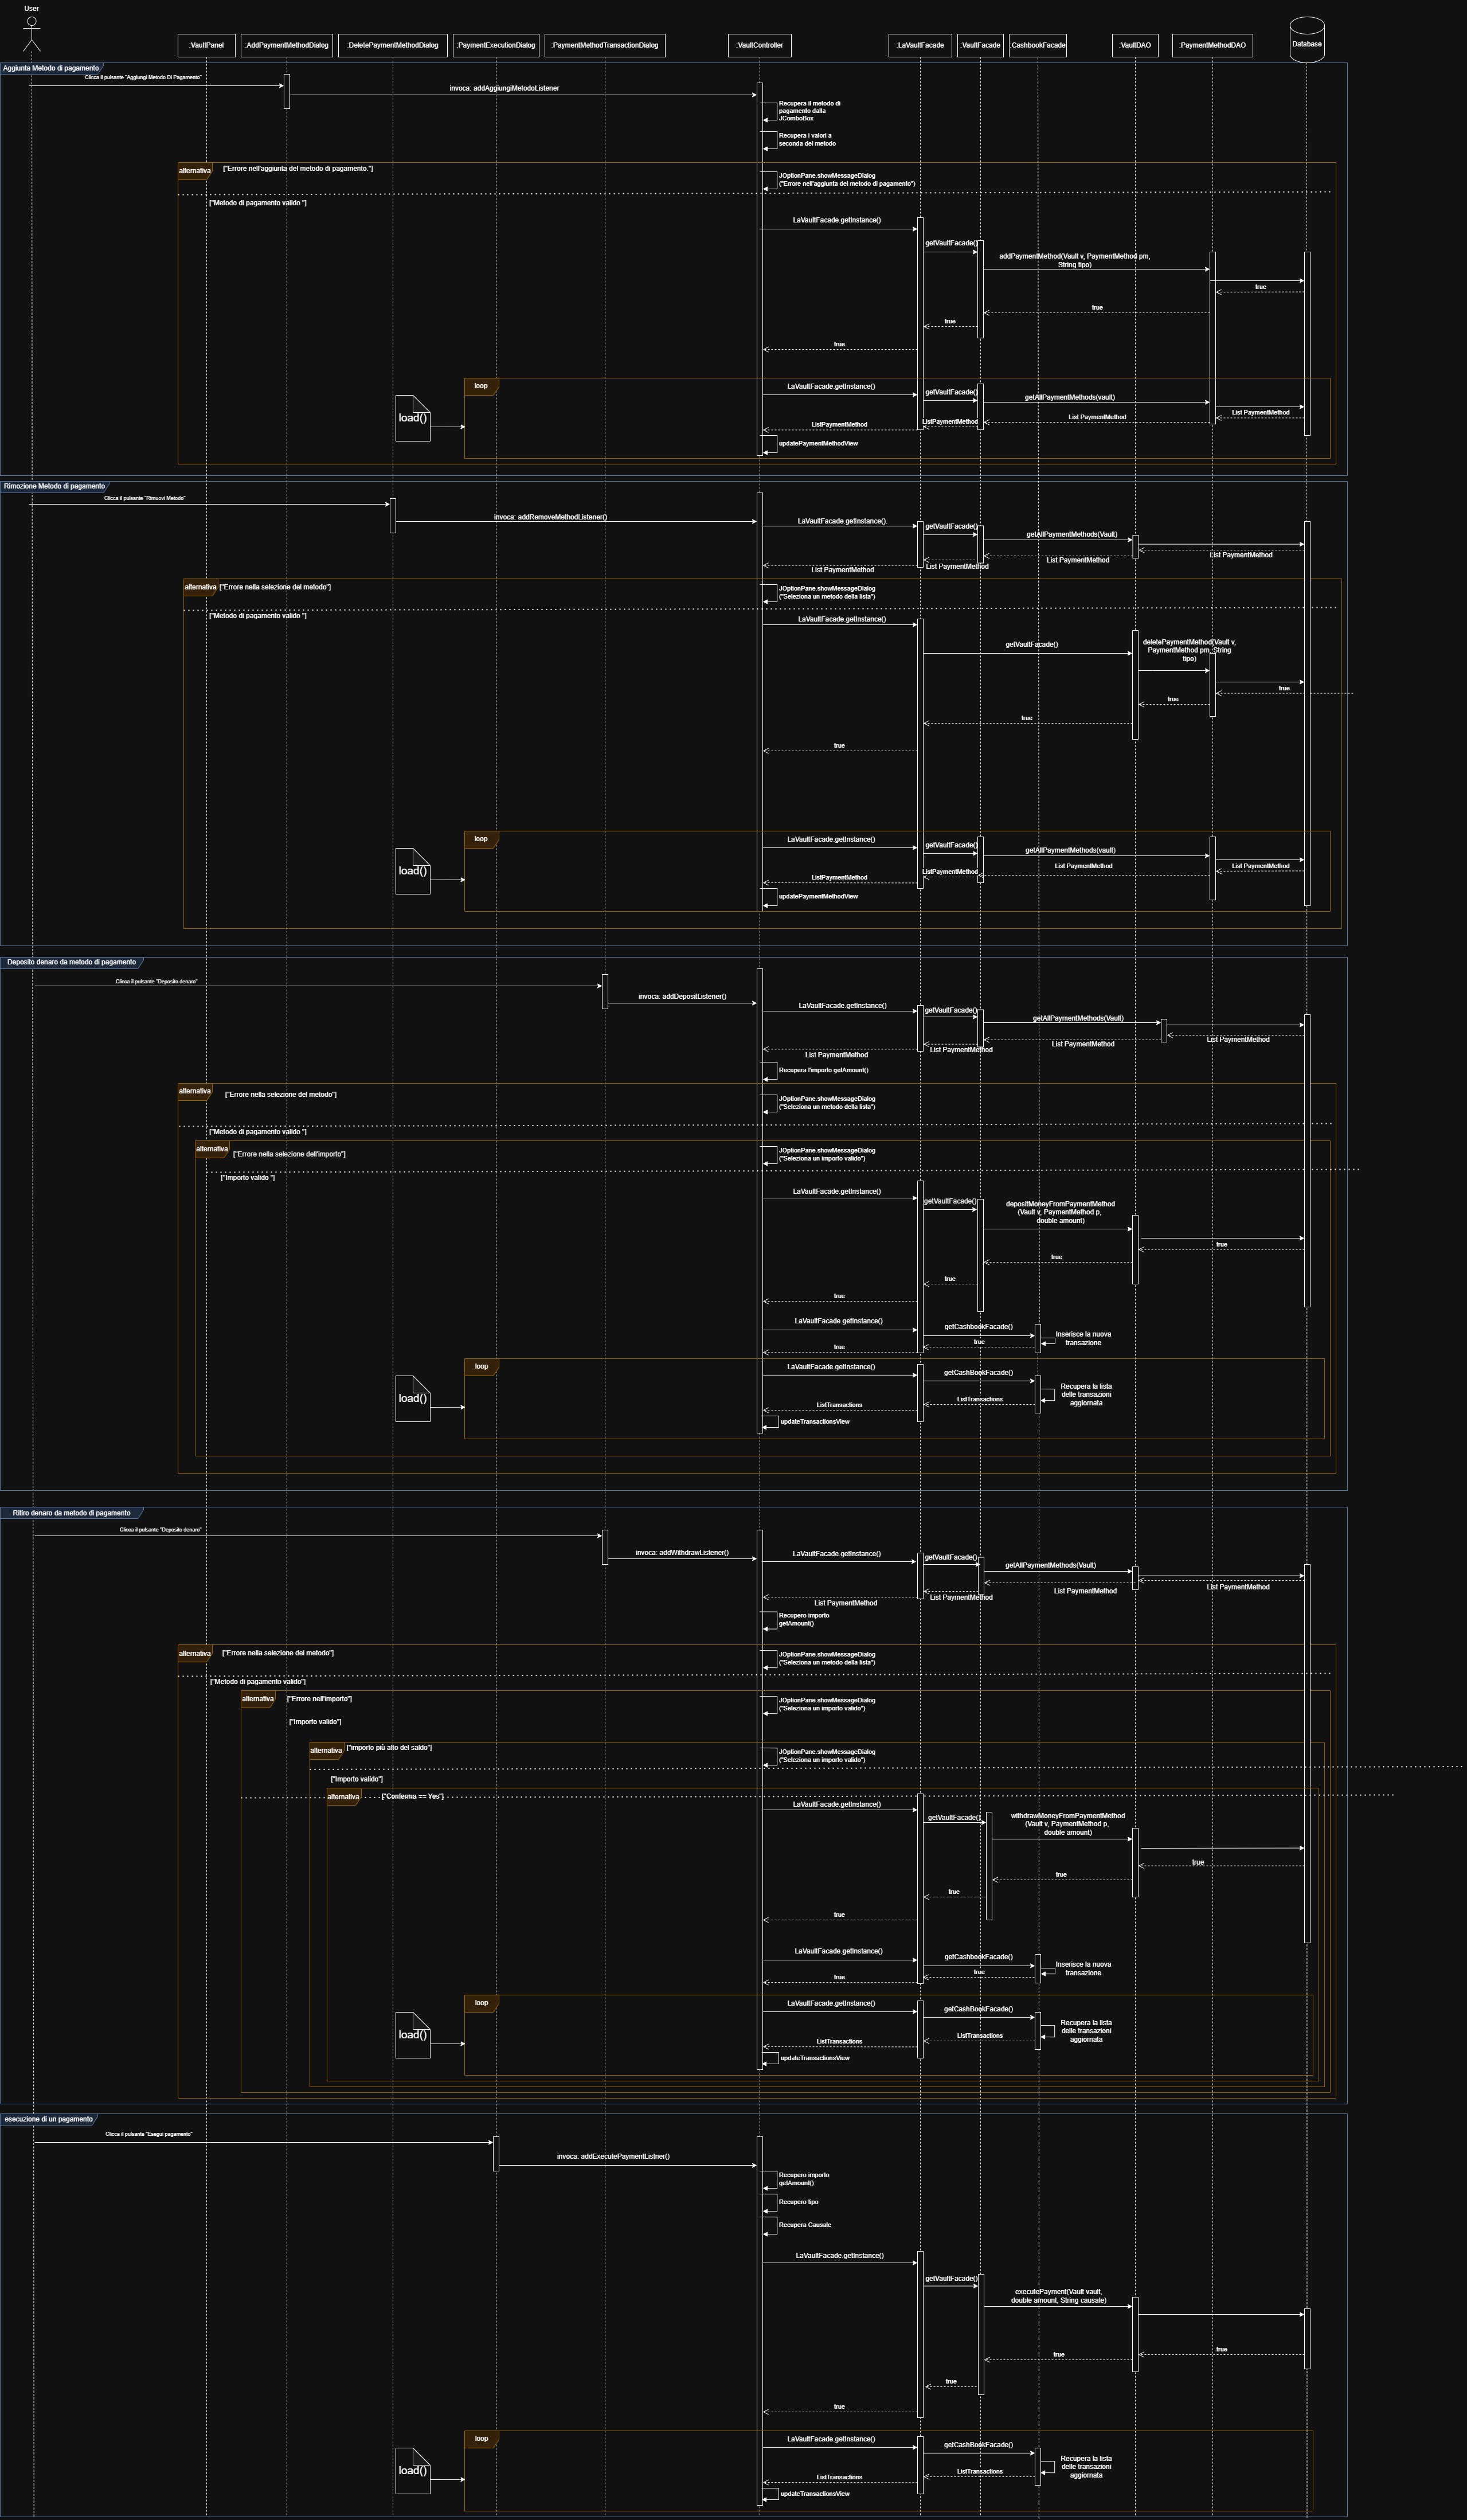 User
:VaultPanel
:AddPaymentMethodDialog
:DeletePaymentMethodDialog
:PaymentExecutionDialog
:PaymentMethodTransactionDialog
:VaultController
:LaVaultFacade
:VaultFacade
:CashbookFacade
:VaultDAO
:PaymentMethodDAO
Database
Aggiunta Metodo di pagamento
Clicca il pulsante "Aggiungi Metodo Di Pagamento"
invoca: addAggiungiMetodoListener
Recupera il metodo di
pagamento dalla
JComboBox
Recupera i valori a
seconda del metodo
alternativa
["Errore nell'aggiunta del metodo di pagamento."]
JOptionPane.showMessageDialog
("Errore nell'aggiunta del metodo di pagamento")
["Metodo di pagamento valido "]
LaVaultFacade.getInstance()
getVaultFacade()
addPaymentMethod(Vault v, PaymentMethod pm,
String tipo)
true
true
true
true
loop
load()
LaVaultFacade.getInstance()
getVaultFacade()
getAllPaymentMethods(vault)
List PaymentMethod
List PaymentMethod
ListPaymentMethod
ListPaymentMethod
updatePaymentMethodView
Rimozione Metodo di pagamento
Clicca il pulsante "Rimuovi Metodo"
invoca: addRemoveMethodListener()
LaVaultFacade.getInstance().
getVaultFacade()
getAllPaymentMethods(Vault)
List PaymentMethod
List PaymentMethod
List PaymentMethod
List PaymentMethod
alternativa
["Errore nella selezione del metodo"]
JOptionPane.showMessageDialog
("Seleziona un metodo della lista")
["Metodo di pagamento valido "]
LaVaultFacade.getInstance()
getVaultFacade()
deletePaymentMethod(Vault v,
PaymentMethod pm, String
tipo)
true
true
true
true
loop
load()
LaVaultFacade.getInstance()
getVaultFacade()
getAllPaymentMethods(vault)
List PaymentMethod
List PaymentMethod
ListPaymentMethod
ListPaymentMethod
updatePaymentMethodView
Deposito denaro da metodo di pagamento
Clicca il pulsante "Deposito denaro"
invoca: addDepositListener()
LaVaultFacade.getInstance()
getVaultFacade()
getAllPaymentMethods(Vault)
List PaymentMethod
List PaymentMethod
List PaymentMethod
List PaymentMethod
Recupera l'importo getAmount()
alternativa
["Errore nella selezione del metodo"]
JOptionPane.showMessageDialog
("Seleziona un metodo della lista")
["Metodo di pagamento valido "]
alternativa
["Errore nella selezione dell'importo"]
JOptionPane.showMessageDialog
("Seleziona un importo valido")
["Importo valido "]
LaVaultFacade.getInstance()
getVaultFacade()
depositMoneyFromPaymentMethod
(Vault v, PaymentMethod p,
double amount)
true
true
true
true
LaVaultFacade.getInstance()
getCashbookFacade()
Inserisce la nuova
transazione
true
true
loop
load()
LaVaultFacade.getInstance()
getCashBookFacade()
Recupera la lista
delle transazioni
aggiornata
ListTransactions
ListTransactions
updateTransactionsView
Ritiro denaro da metodo di pagamento
Clicca il pulsante "Deposito denaro"
invoca: addWithdrawListener()
LaVaultFacade.getInstance()
getVaultFacade()
getAllPaymentMethods(Vault)
List PaymentMethod
List PaymentMethod
List PaymentMethod
List PaymentMethod
Recupero importo
getAmount()
alternativa
["Errore nella selezione del metodo"]
JOptionPane.showMessageDialog
("Seleziona un metodo della lista")
["Metodo di pagamento valido"]
alternativa
["Errore nell'importo"]
JOptionPane.showMessageDialog
("Seleziona un importo valido")
["Importo valido"]
alternativa
["importo più alto del saldo"]
JOptionPane.showMessageDialog
("Seleziona un importo valido")
["Importo valido"]
alternativa
["Conferma == Yes"]
LaVaultFacade.getInstance()
getVaultFacade()
withdrawMoneyFromPaymentMethod
(Vault v, PaymentMethod p,
double amount)
true
true
true
true
LaVaultFacade.getInstance()
getCashbookFacade()
Inserisce la nuova
transazione
true
true
loop
load()
LaVaultFacade.getInstance()
getCashBookFacade()
Recupera la lista
delle transazioni
aggiornata
ListTransactions
ListTransactions
updateTransactionsView
esecuzione di un pagamento
Clicca il pulsante "Esegui pagamento"
invoca: addExecutePaymentListner()
Recupero importo
getAmount()
Recupero tipo
Recupera Causale
LaVaultFacade.getInstance()
getVaultFacade()
executePayment(Vault vault,
double amount, String causale)
true
true
true
true
loop
load()
LaVaultFacade.getInstance()
getCashBookFacade()
Recupera la lista
delle transazioni
aggiornata
ListTransactions
ListTransactions
updateTransactionsView